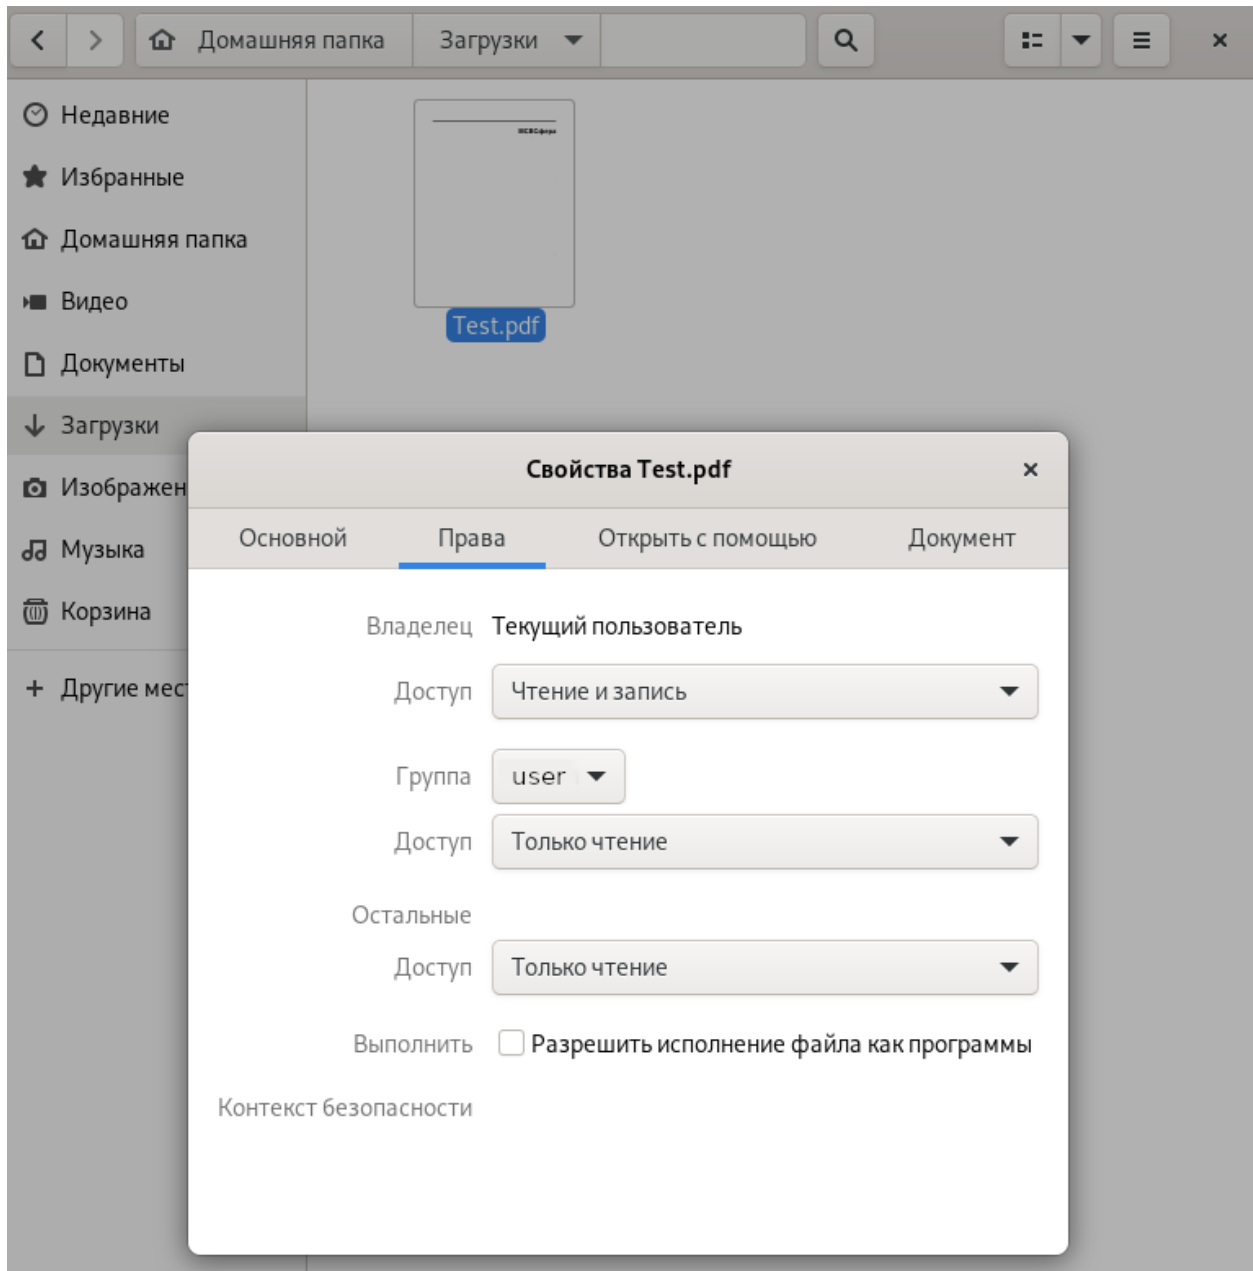 Домашняя папка Загрузки
Недавние
Избранные
Домашняя папка
Видео
Документы
Загрузки
Изображен
Музыка
Корзина
Другие мес
МСВСфера
Test.pdf
Свойства Test.pdf
Основной Права Открыть с помощью Документ
Владелец Текущий пользователь
Доступ Чтение и запись
Группа user
Доступ Только чтение
Остальные
Доступ Только чтение
Выполнить Разрешить исполнение файла как программы
Контекст безопасности